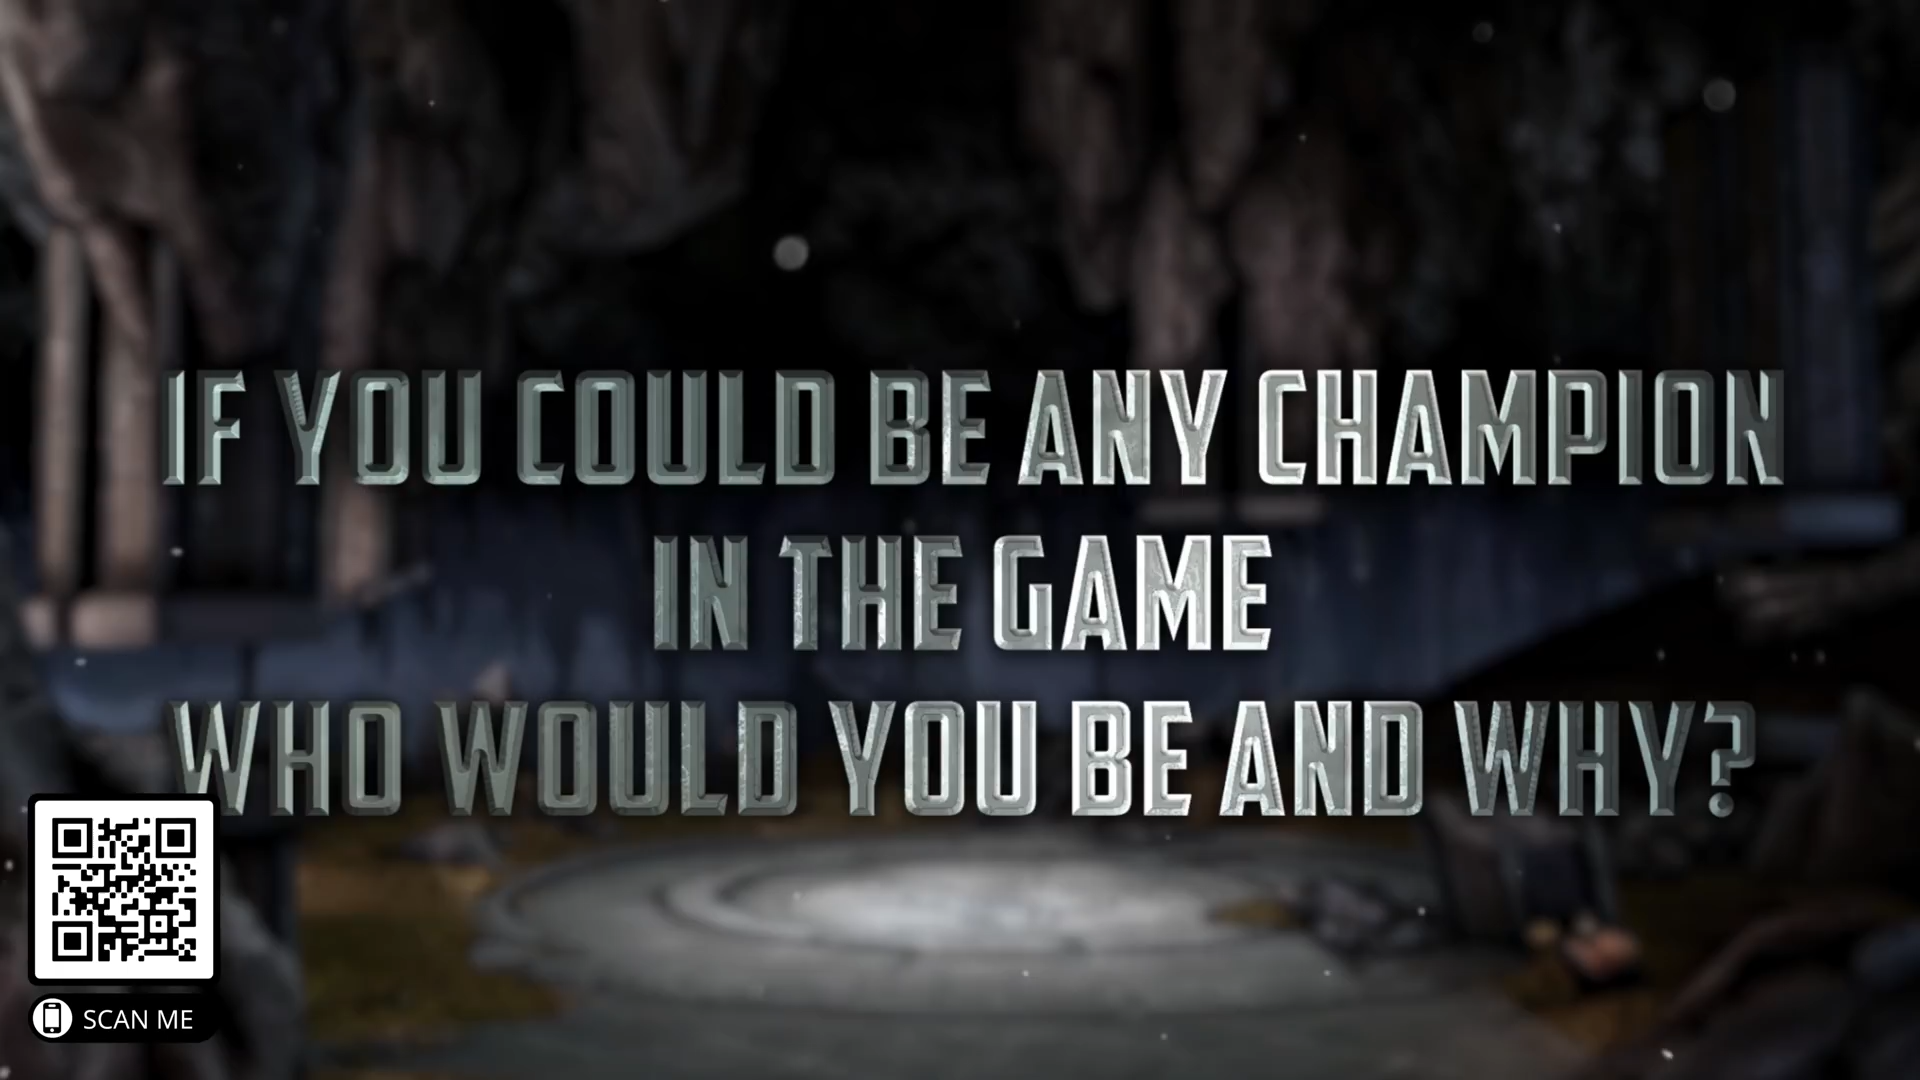 IF YOU COULD BE ANY CHAMPION
IN THE GAME
WHO WOULD YOU BE AND WHY?
SCAN ME